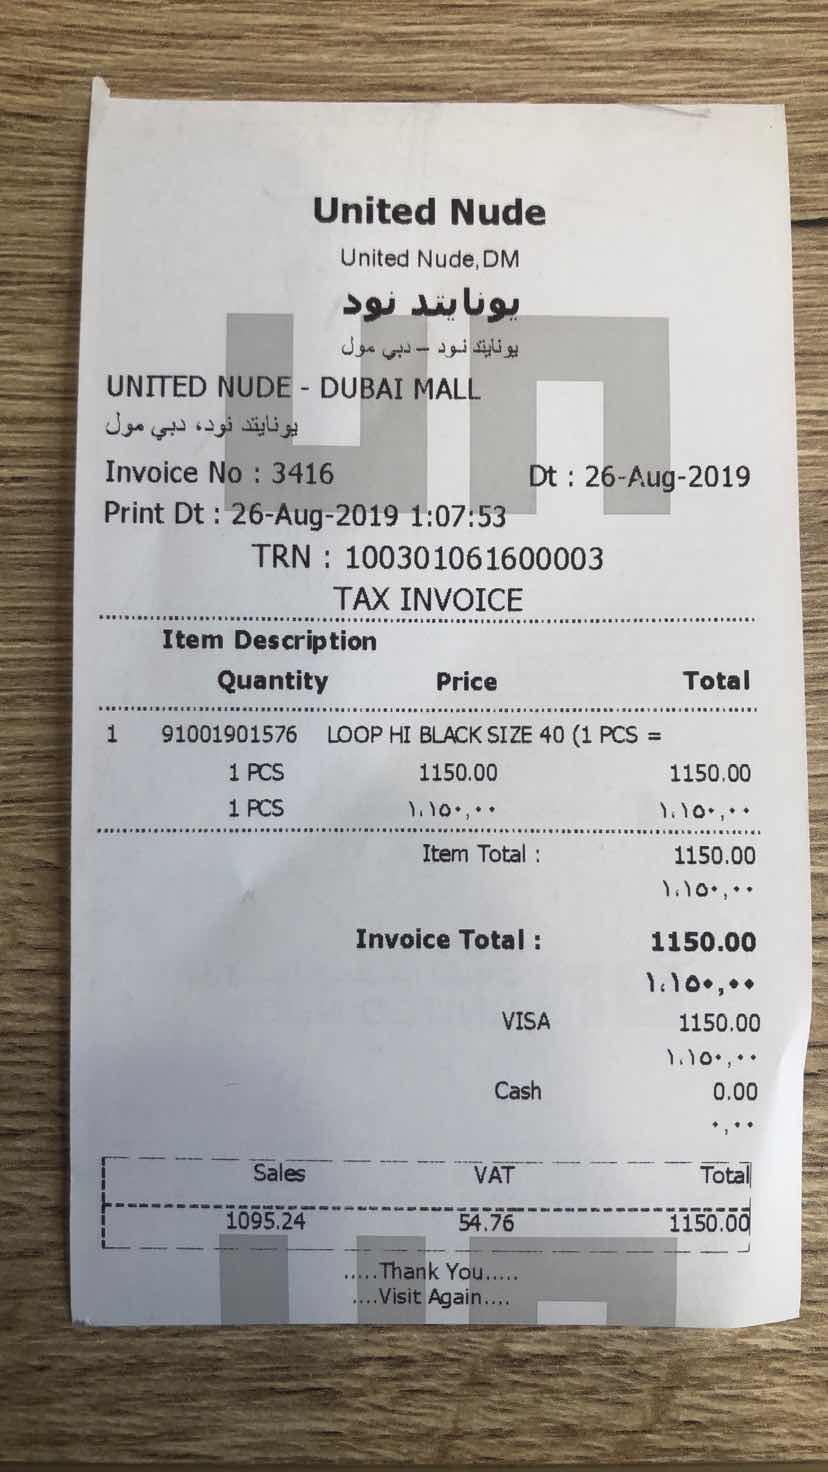 United Nude
United Nude,DM
يونايتد نود
يونايتد نود – دبي مول
UNITED NUDE - DUBAI MALL
يونايتد نود، دبي مول
Invoice No : 3416 Dt : 26-Aug-2019
Print Dt : 26-Aug-2019 1:07:53
TRN : 100301061600003
TAX INVOICE
Item Description
Quantity Price Total
1 91001901576 LOOP HI BLACK SIZE 40 (1 PCS =
1 PCS 1150.00 1150.00
1 PCS ١،١٥٠,٠٠ ١،١٥٠,٠٠
Item Total : 1150.00
١،١٥٠,٠٠
Invoice Total : 1150.00
١،١٥٠,٠٠
VISA 1150.00
١،١٥٠,٠٠
Cash 0.00
٠,٠٠
Sales VAT Total
1095.24 54.76 1150.00
.....Thank You.....
....Visit Again....